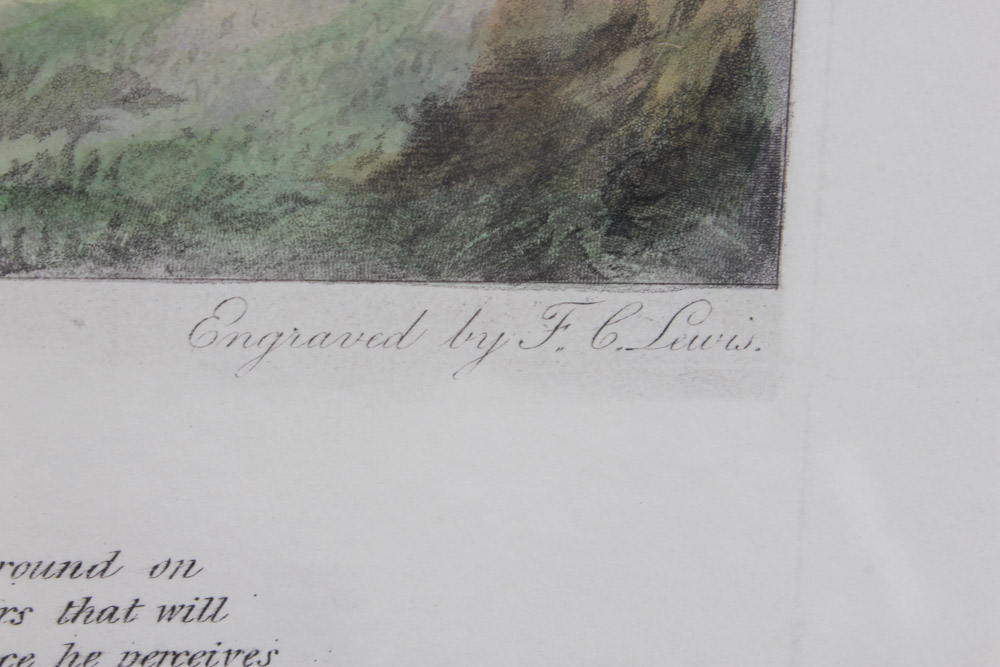 Engraved by F. C. Lewis.
round on
rs that will
ce he perceives